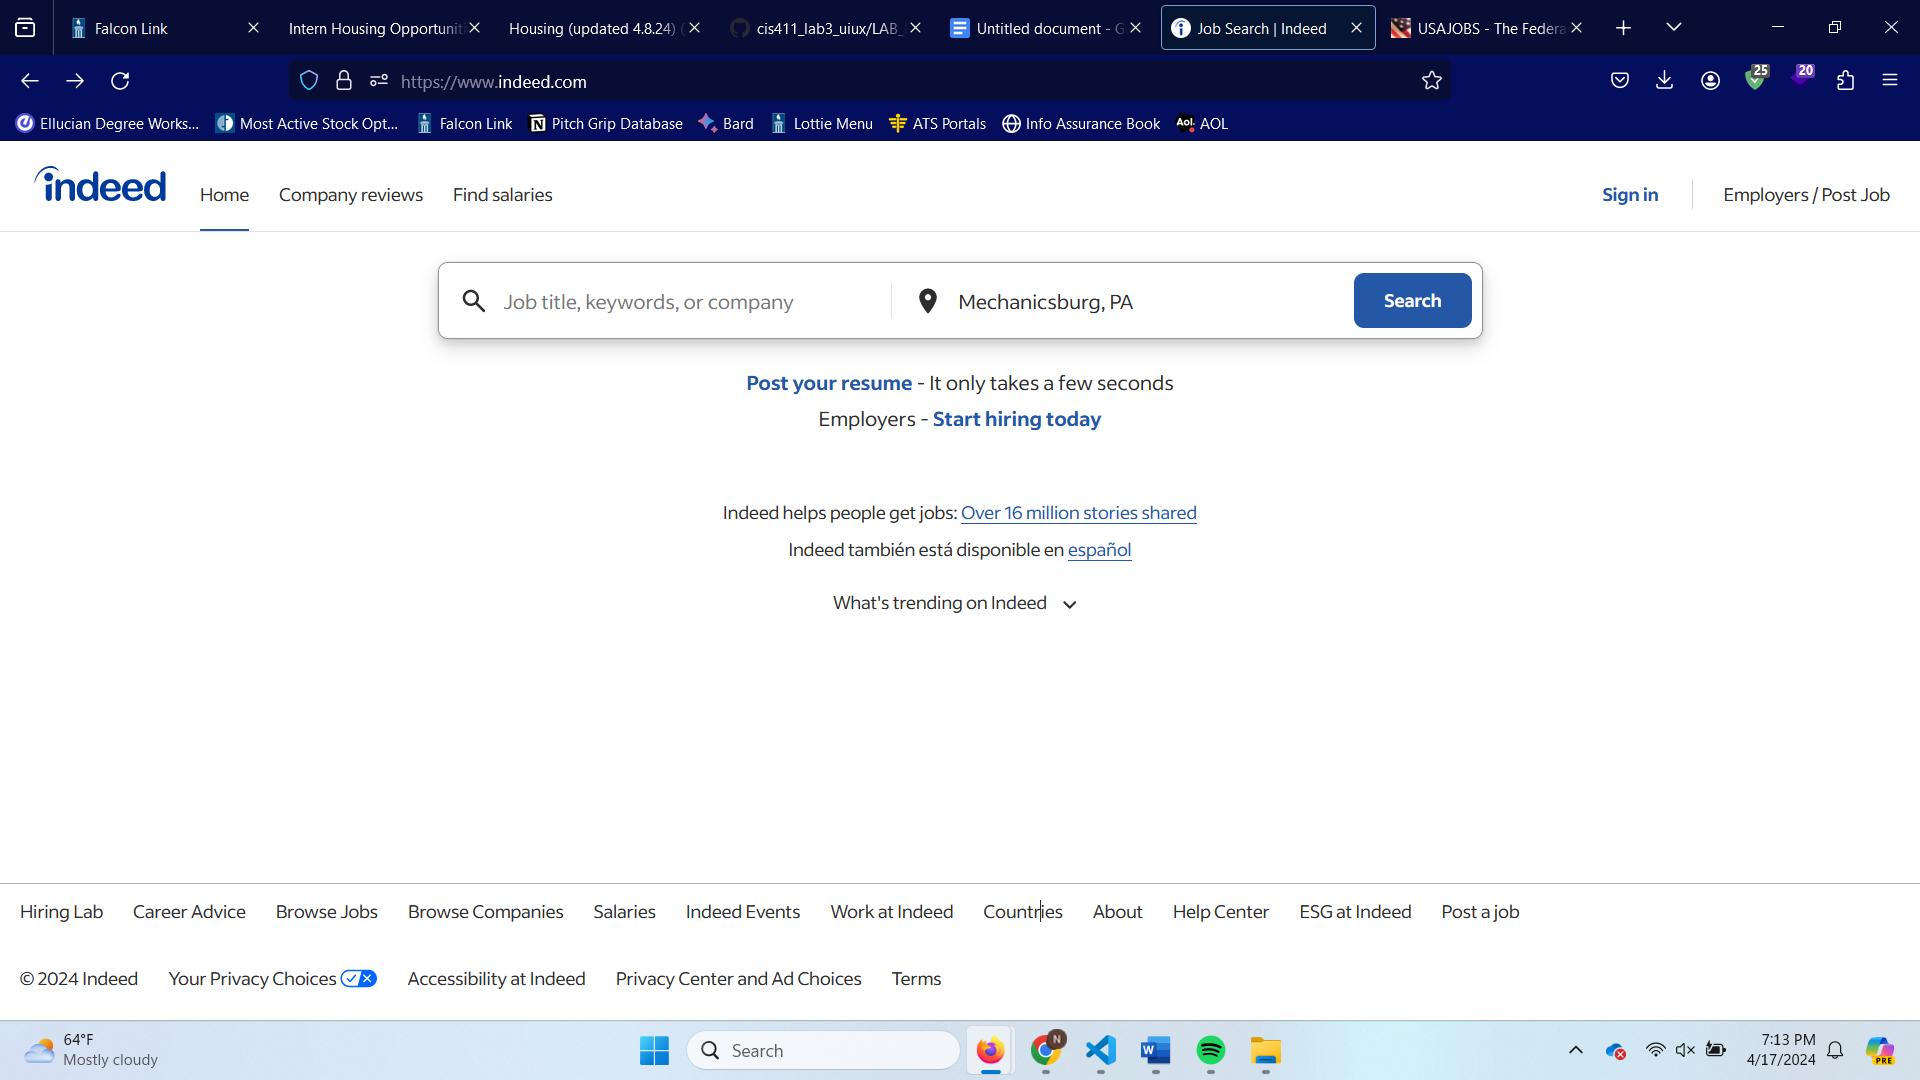 Falcon Link
Intern Housing Opportuniti
Housing (updated 4.8.24) (
cis411_lab3_uiux/LAB_
Untitled document - G
Job Search | Indeed
USAJOBS - The Federa
https://www.indeed.com
25
20
Ellucian Degree Works...
Most Active Stock Opt...
Falcon Link
Pitch Grip Database
Bard
Lottie Menu
ATS Portals
Info Assurance Book
Aol.
AOL
indeed
Home
Company reviews
Find salaries
Sign in
Employers / Post Job
Job title, keywords, or company
Mechanicsburg, PA
Search
Post your resume - It only takes a few seconds
Employers - Start hiring today
Indeed helps people get jobs: Over 16 million stories shared
Indeed también está disponible en español
What's trending on Indeed
Hiring Lab
Career Advice
Browse Jobs
Browse Companies
Salaries
Indeed Events
Work at Indeed
Countries
About
Help Center
ESG at Indeed
Post a job
© 2024 Indeed
Your Privacy Choices
Accessibility at Indeed
Privacy Center and Ad Choices
Terms
64°F
Mostly cloudy
Search
N
W
7:13 PM
4/17/2024
PRE